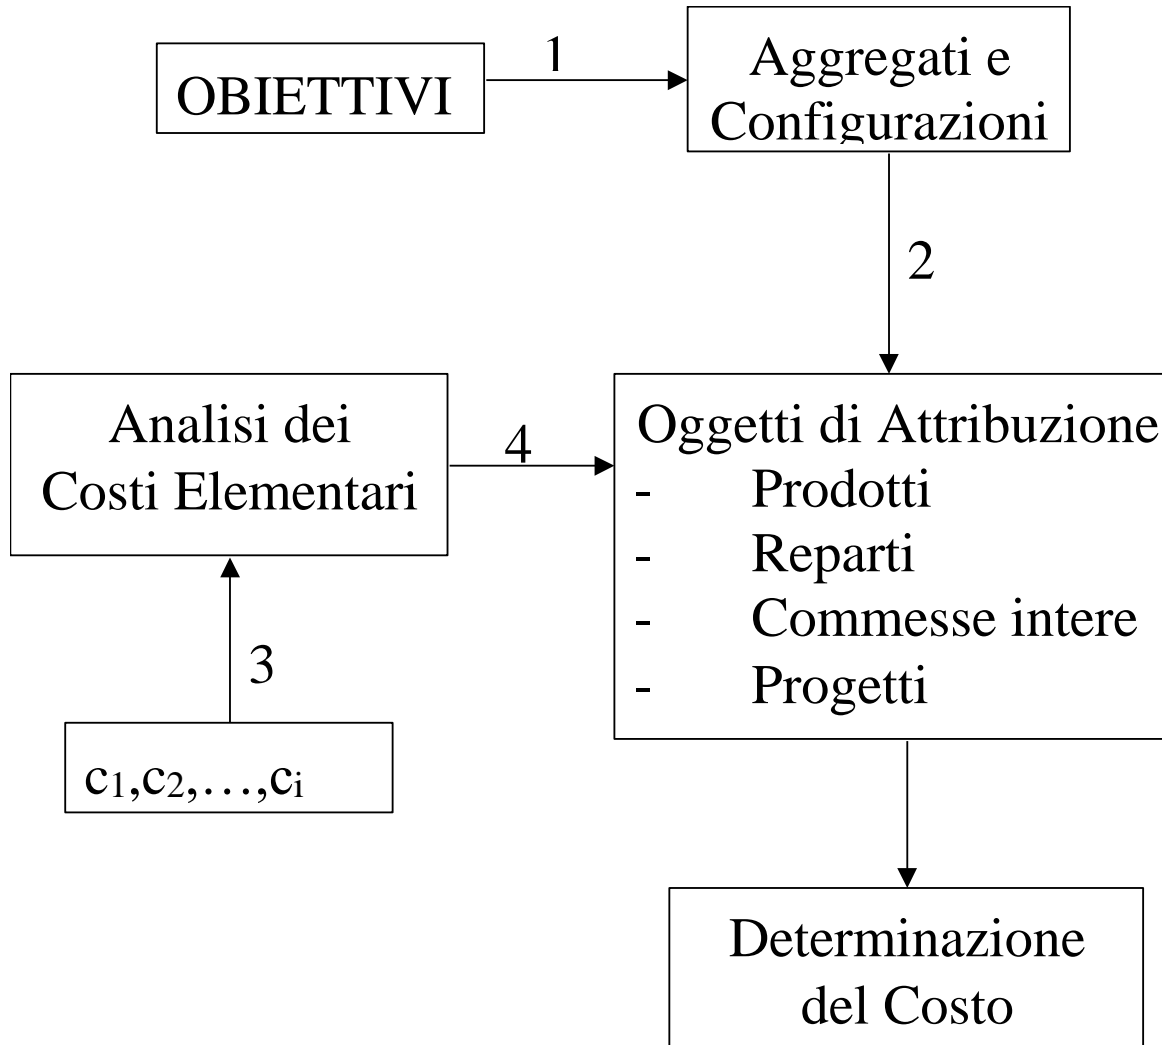 OBIETTIVI
1
Aggregati e
Configurazioni
2
Analisi dei
Costi Elementari
4
Oggetti di Attribuzione
- Prodotti
- Reparti
- Commesse intere
- Progetti
3
c₁,c₂,…,cᵢ
Determinazione
del Costo